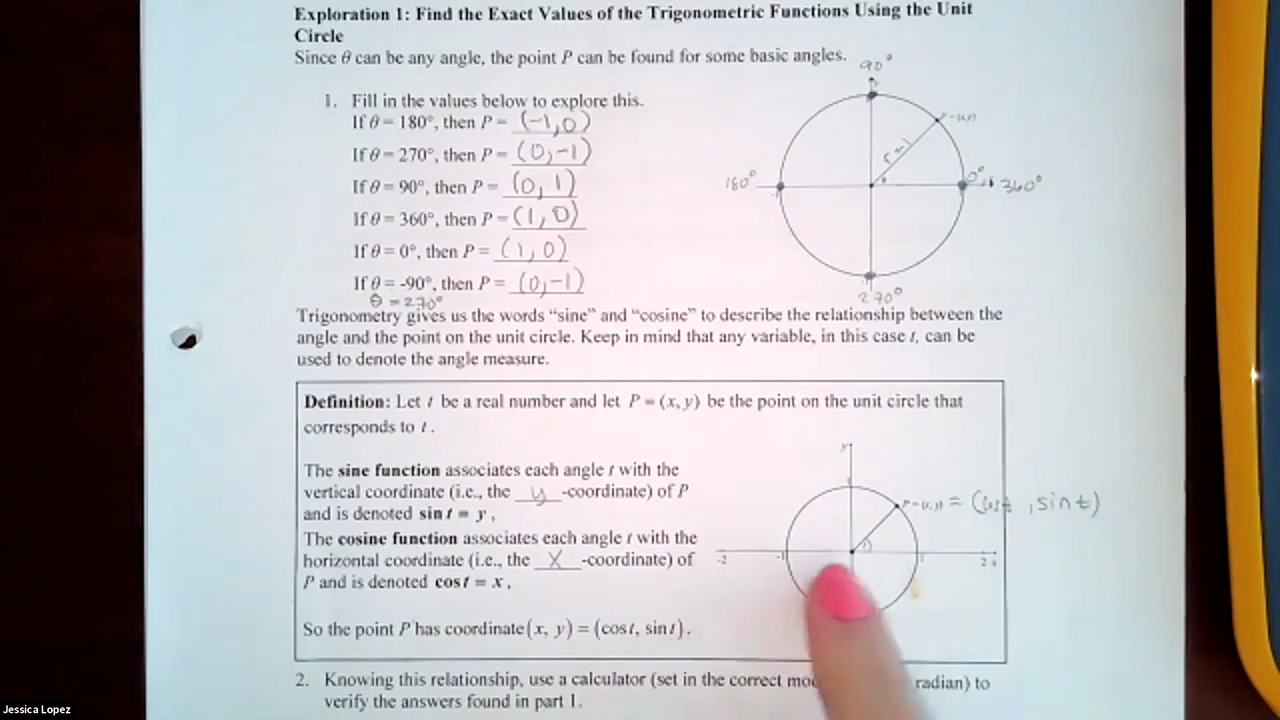 Exploration 1: Find the Exact Values of the Trigonometric Functions Using the Unit
Circle
Since θ can be any angle, the point P can be found for some basic angles.
90°
1. Fill in the values below to explore this.
If θ = 180°, then P = (-1,0)
If θ = 270°, then P = (0,-1)
If θ = 90°, then P = (0, 1)
180°
0°
360°
If θ = 360°, then P = (1, 0)
If θ = 0°, then P = (1, 0)
If θ = -90°, then P = (0,-1)
θ = 270°
270°
Trigonometry gives us the words “sine” and “cosine” to describe the relationship between the
angle and the point on the unit circle. Keep in mind that any variable, in this case t, can be
used to denote the angle measure.
Definition: Let t be a real number and let P = (x, y) be the point on the unit circle that
corresponds to t.
The sine function associates each angle t with the
vertical coordinate (i.e., the y -coordinate) of P
and is denoted sin t = y,
The cosine function associates each angle t with the
horizontal coordinate (i.e., the X -coordinate) of
P and is denoted cos t = x,
So the point P has coordinate (x, y) = (cos t, sin t).
y
= (cos t, sin t)
-2
-1
2
2. Knowing this relationship, use a calculator (set in the correct radian) to
verify the answers found in part 1.
Jessica Lopez